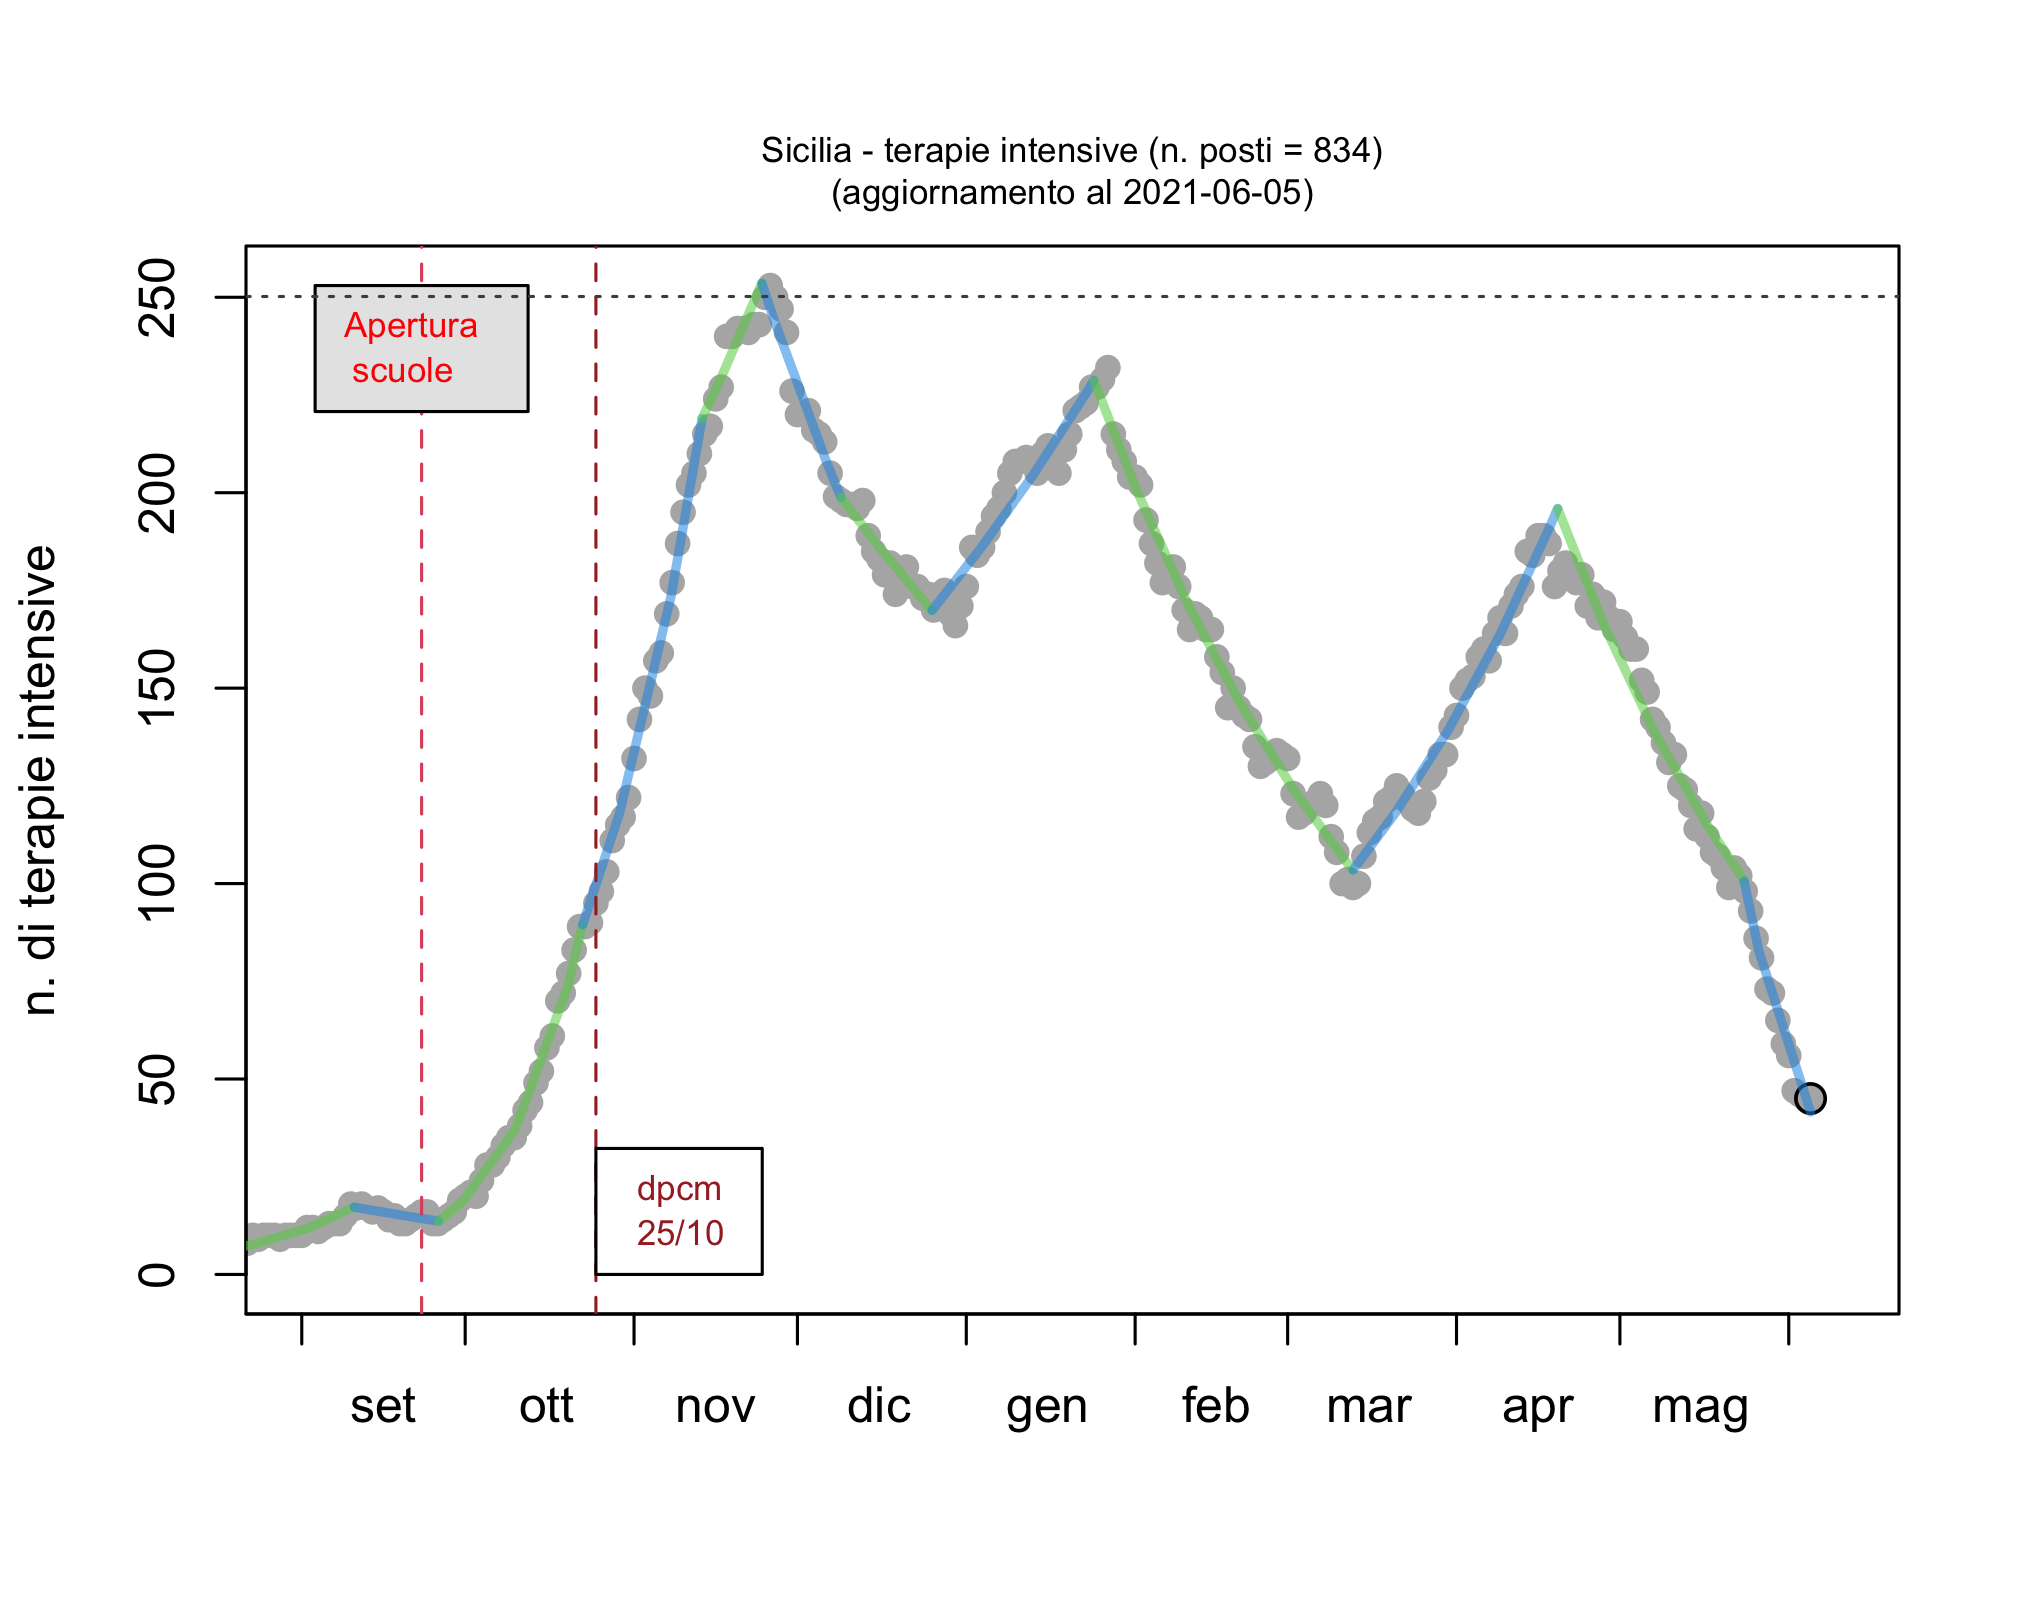 Sicilia - terapie intensive (n. posti = 834)
(aggiornamento al 2021-06-05)
n. di terapie intensive
250
200
150
100
50
0
Apertura
scuole
dpcm
25/10
set ott nov dic gen feb mar apr mag